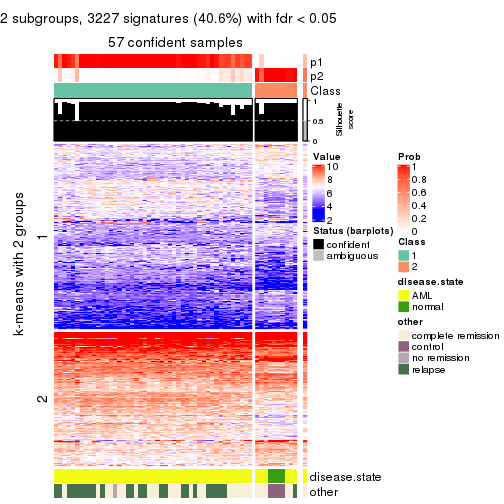 2 subgroups, 3227 signatures (40.6%) with fdr < 0.05
57 confident samples
p1
p2
Class
1
0.5
0
Silhouette
score
k-means with 2 groups
1
2
disease.state
other
Value
10
8
6
4
2
Status (barplots)
confident
ambiguous
Prob
1
0.8
0.6
0.4
0.2
0
Class
1
2
disease.state
AML
normal
other
complete remission
control
no remission
relapse